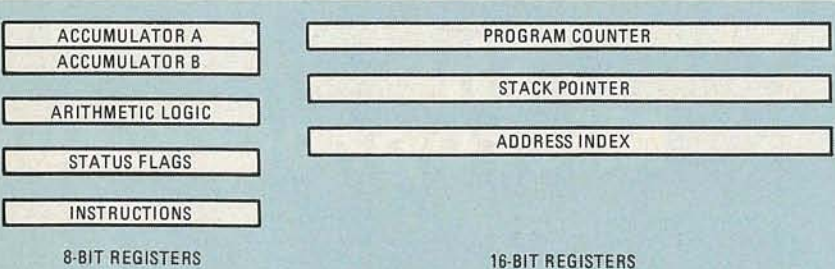 ACCUMULATOR A
ACCUMULATOR B
ARITHMETIC LOGIC
STATUS FLAGS
INSTRUCTIONS
8-BIT REGISTERS
PROGRAM COUNTER
STACK POINTER
ADDRESS INDEX
16-BIT REGISTERS